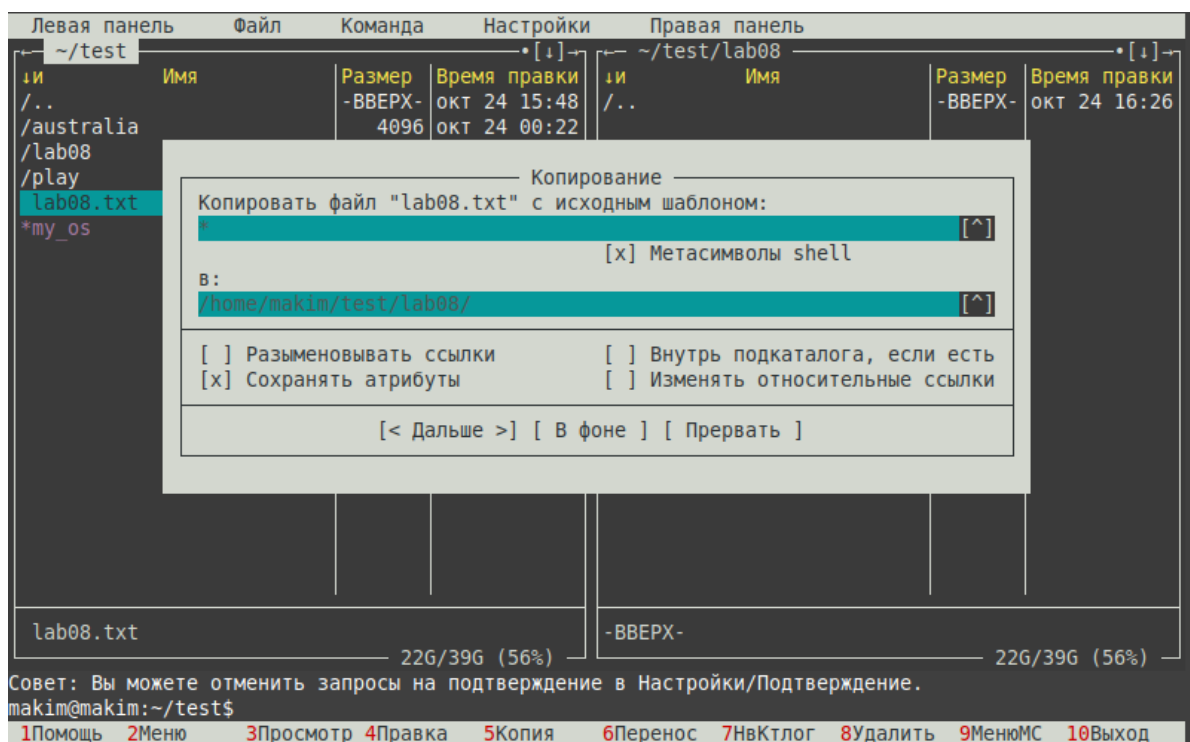 Левая панель Файл Команда Настройки Правая панель
←— ~/test —•[↓]→ ←— ~/test/lab08 —•[↓]→
↓и Имя Размер Время правки ↓и Имя Размер Время правки
/.. -ВВЕРХ- окт 24 15:48 /.. -ВВЕРХ- окт 24 16:26
/australia 4096 окт 24 00:22
/lab08
/play Копирование
lab08.txt Копировать файл "lab08.txt" с исходным шаблоном:
*my_os * [^]
[x] Метасимволы shell
в:
/home/makim/test/lab08/ [^]
[ ] Разыменовывать ссылки [ ] Внутрь подкаталога, если есть
[x] Сохранять атрибуты [ ] Изменять относительные ссылки
[< Дальше >] [ В фоне ] [ Прервать ]
lab08.txt -ВВЕРХ-
22G/39G (56%) 22G/39G (56%)
Совет: Вы можете отменить запросы на подтверждение в Настройки/Подтверждение.
makim@makim:~/test$
1Помощь 2Меню 3Просмотр 4Правка 5Копия 6Перенос 7НвКтлог 8Удалить 9МенюМС 10Выход